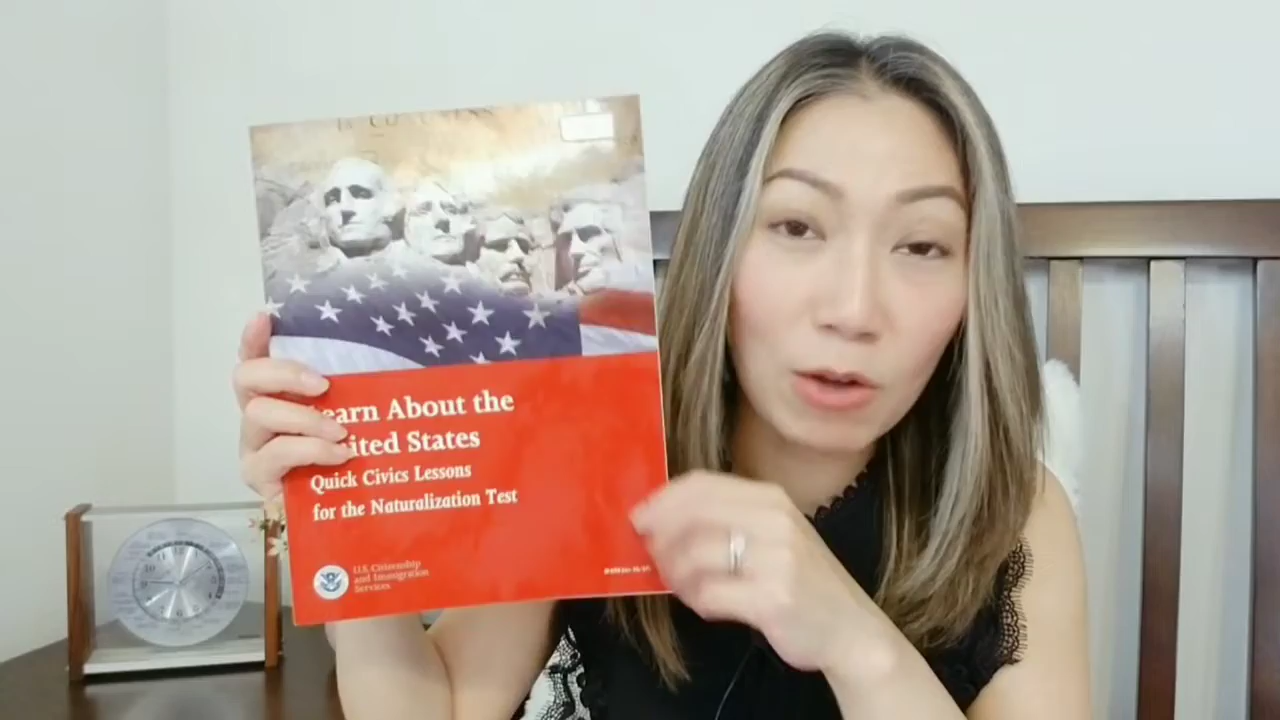 earn About the
ited States
Quick Civics Lessons
for the Naturalization Test
U.S. Citizenship
and Immigration
Services